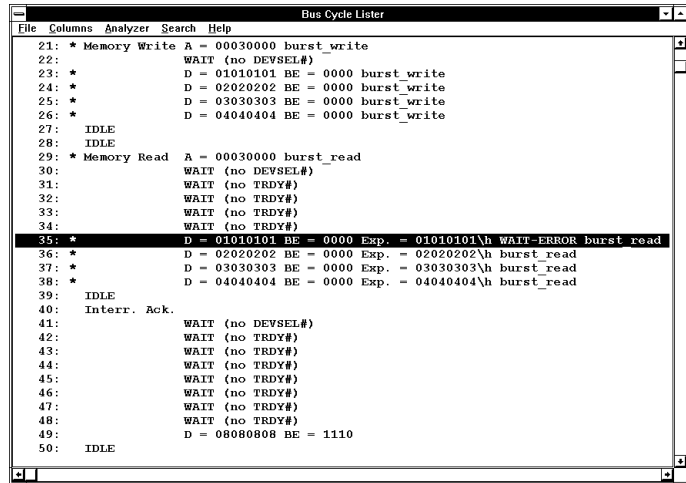 Bus Cycle Lister
File Columns Analyzer Search Help
21: * Memory Write A = 00030000 burst_write
22: WAIT (no DEVSEL#)
23: * D = 01010101 BE = 0000 burst_write
24: * D = 02020202 BE = 0000 burst_write
25: * D = 03030303 BE = 0000 burst_write
26: * D = 04040404 BE = 0000 burst_write
27: IDLE
28: IDLE
29: * Memory Read A = 00030000 burst_read
30: WAIT (no DEVSEL#)
31: WAIT (no TRDY#)
32: WAIT (no TRDY#)
33: WAIT (no TRDY#)
34: WAIT (no TRDY#)
35: * D = 01010101 BE = 0000 Exp. = 01010101\h WAIT-ERROR burst_read
36: * D = 02020202 BE = 0000 Exp. = 02020202\h burst_read
37: * D = 03030303 BE = 0000 Exp. = 03030303\h burst_read
38: * D = 04040404 BE = 0000 Exp. = 04040404\h burst_read
39: IDLE
40: Interr. Ack.
41: WAIT (no DEVSEL#)
42: WAIT (no TRDY#)
43: WAIT (no TRDY#)
44: WAIT (no TRDY#)
45: WAIT (no TRDY#)
46: WAIT (no TRDY#)
47: WAIT (no TRDY#)
48: WAIT (no TRDY#)
49: D = 08080808 BE = 1110
50: IDLE